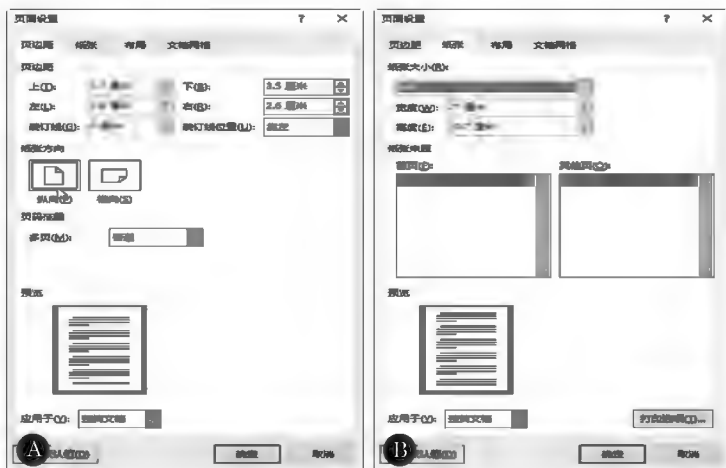 页面设置 ? ×
页边距 纸张 布局 文档网格
页边距
上(T): 下(B): 3.5 厘米
左(L): 右(R): 2.6 厘米
装订线(G): 装订线位置(U): 靠左
纸张方向
纵向(P) 横向(S)
页码范围
多页(M): 普通
预览
应用于(Y): 整篇文档
A 确定 取消
页面设置 ? ×
页边距 纸张 布局 文档网格
纸张大小(R):
宽度(W):
高度(E):
纸张来源
首页(F): 其他页(O):
预览
应用于(Y): 整篇文档 打印选项(T)...
B 确定 取消